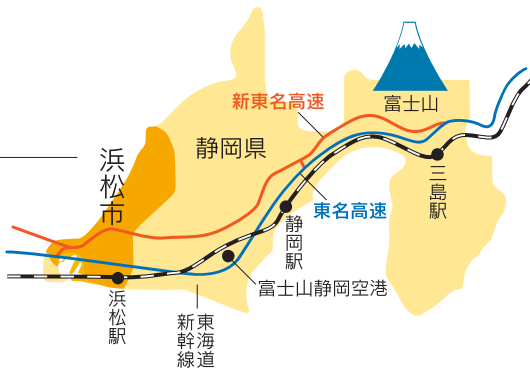 富士山
新東名高速
静岡県
浜松市
三島駅
東名高速
静岡駅
富士山静岡空港
浜松駅
東海道
新幹線